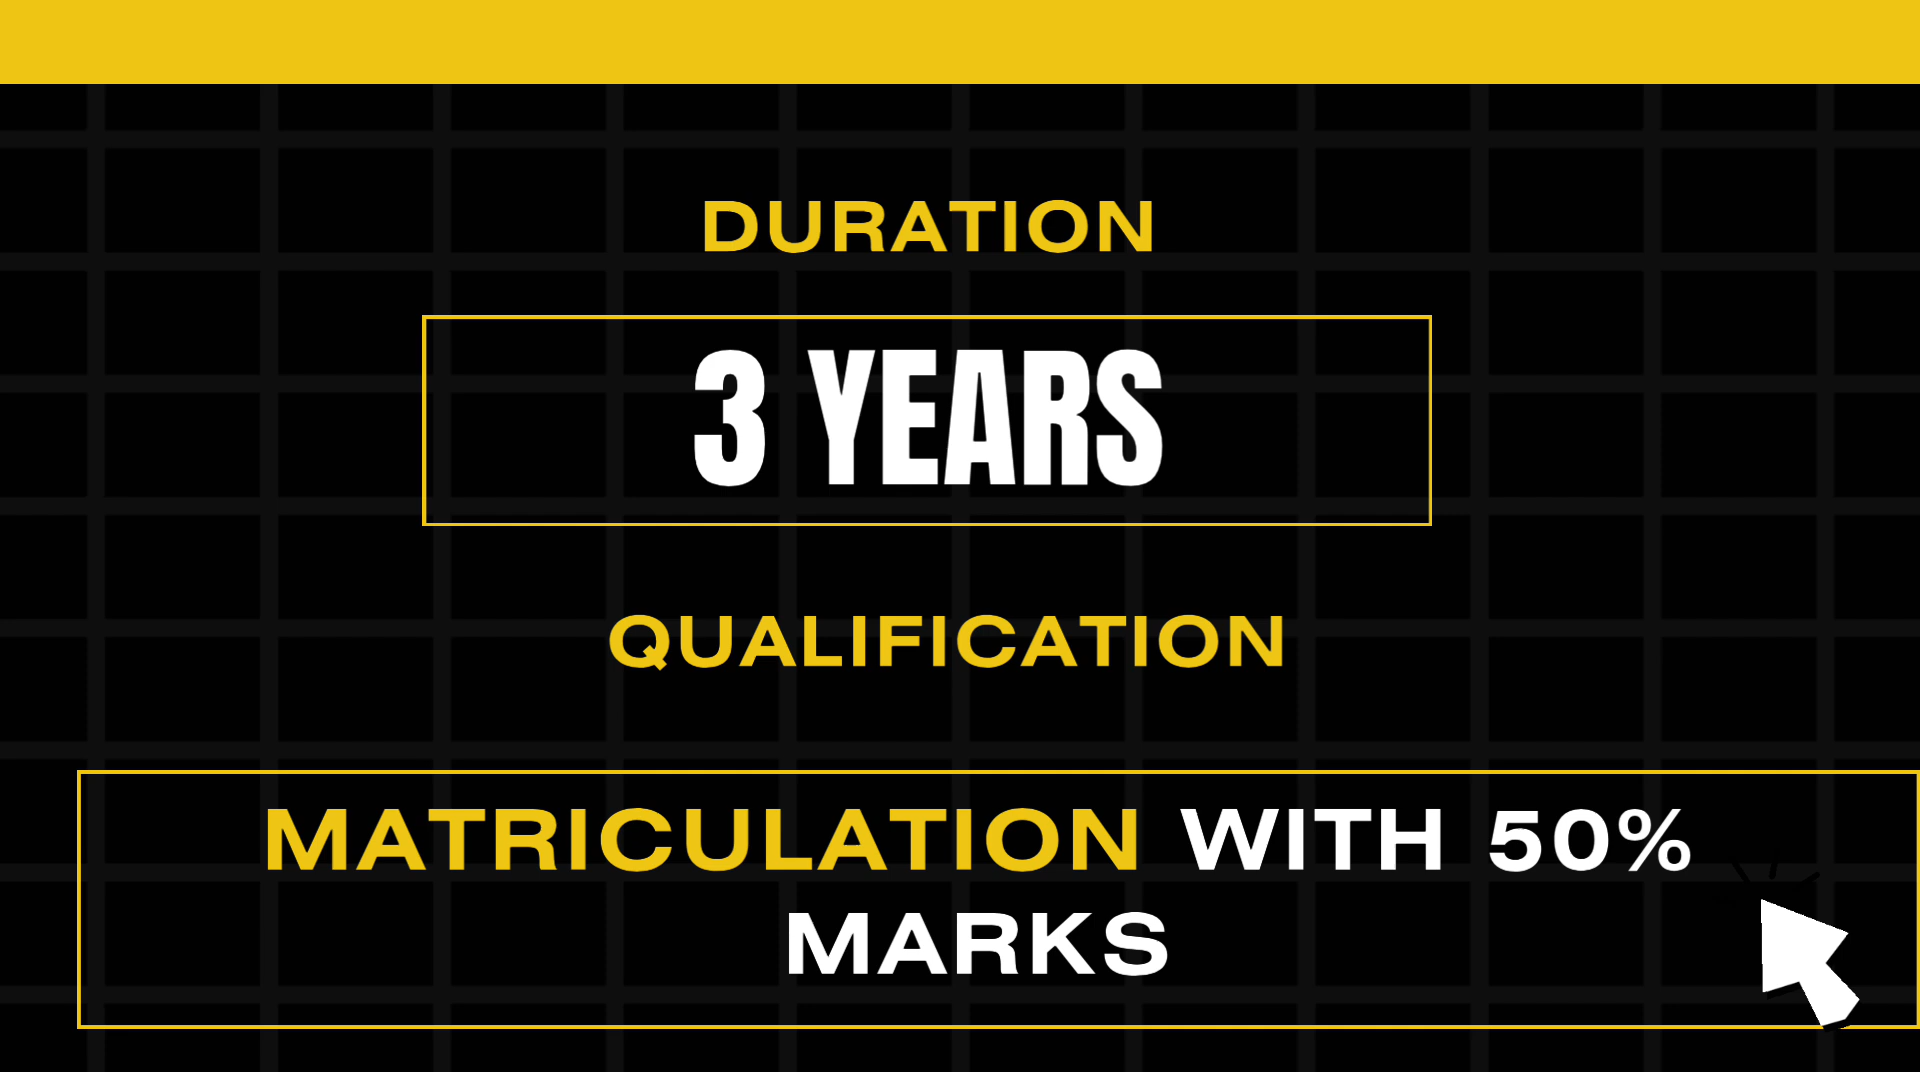 DURATION
3 YEARS
QUALIFICATION
MATRICULATION WITH 50%
MARKS